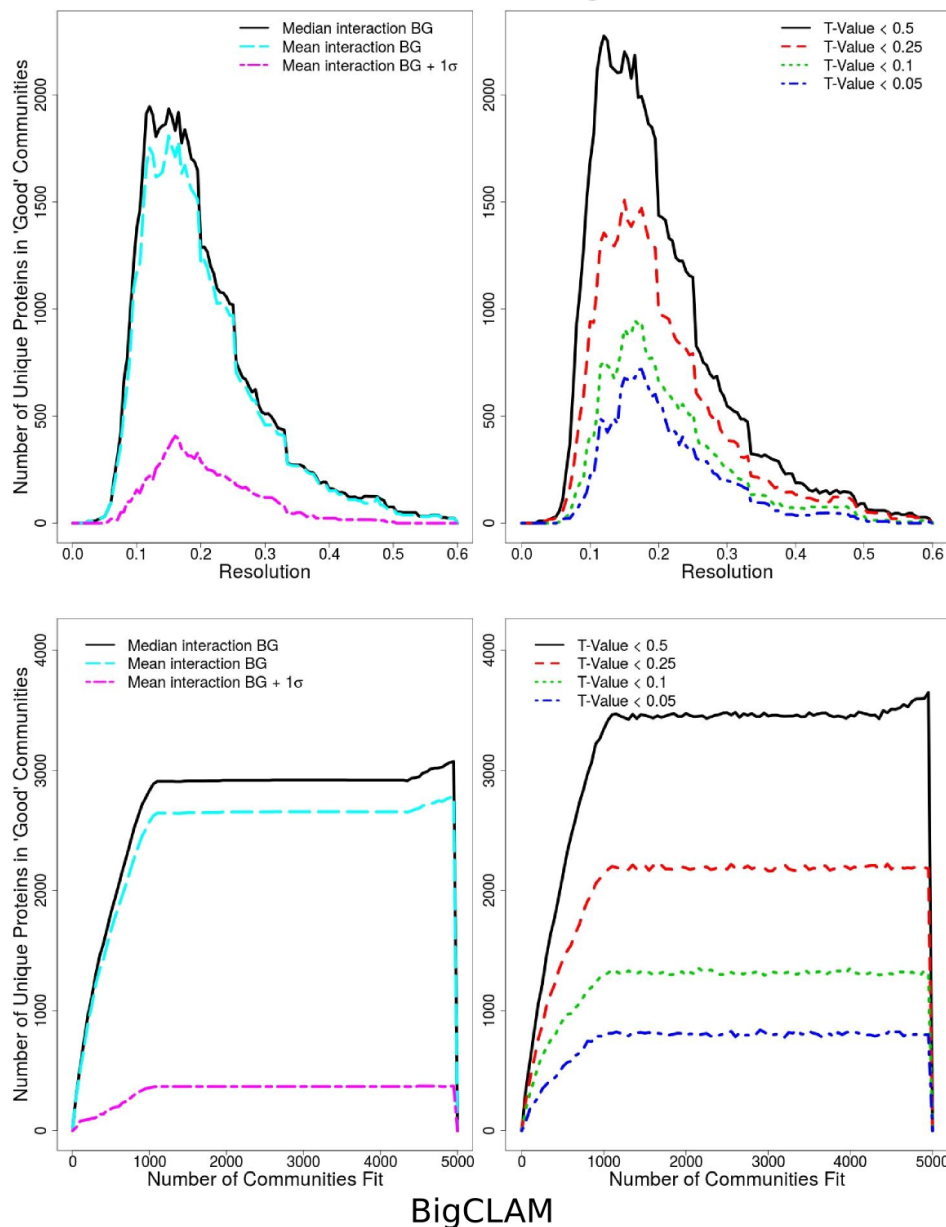 Median interaction BG
Mean interaction BG
Mean interaction BG + 1σ
Number of Unique Proteins in 'Good' Communities
2000
1500
1000
500
0
0.0 0.1 0.2 0.3 0.4 0.5 0.6
Resolution
T-Value < 0.5
T-Value < 0.25
T-Value < 0.1
T-Value < 0.05
2000
1500
1000
500
0
0.0 0.1 0.2 0.3 0.4 0.5 0.6
Resolution
Median interaction BG
Mean interaction BG
Mean interaction BG + 1σ
Number of Unique Proteins in 'Good' Communities
4000
3000
2000
1000
0
0 1000 2000 3000 4000 5000
Number of Communities Fit
T-Value < 0.5
T-Value < 0.25
T-Value < 0.1
T-Value < 0.05
4000
3000
2000
1000
0
0 1000 2000 3000 4000 5000
Number of Communities Fit
BigCLAM